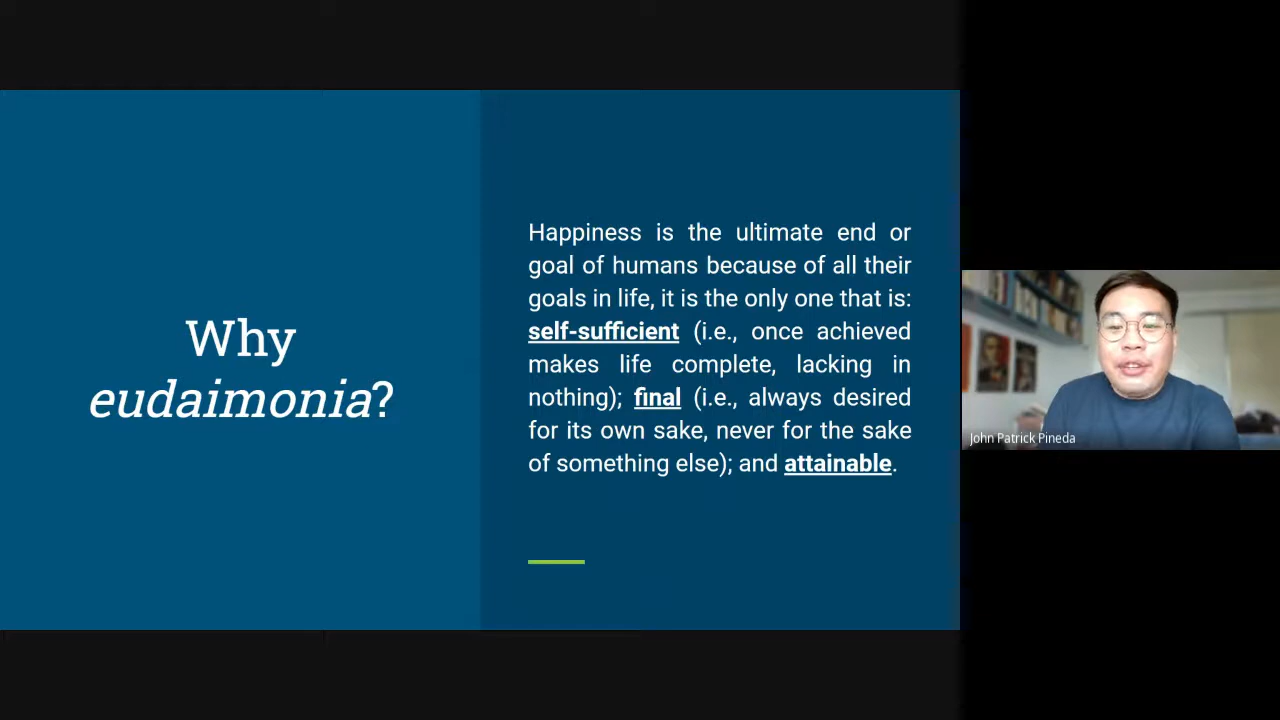 Why
eudaimonia?
Happiness is the ultimate end or
goal of humans because of all their
goals in life, it is the only one that is:
self-sufficient (i.e., once achieved
makes life complete, lacking in
nothing); final (i.e., always desired
for its own sake, never for the sake
of something else); and attainable.
John Patrick Pineda